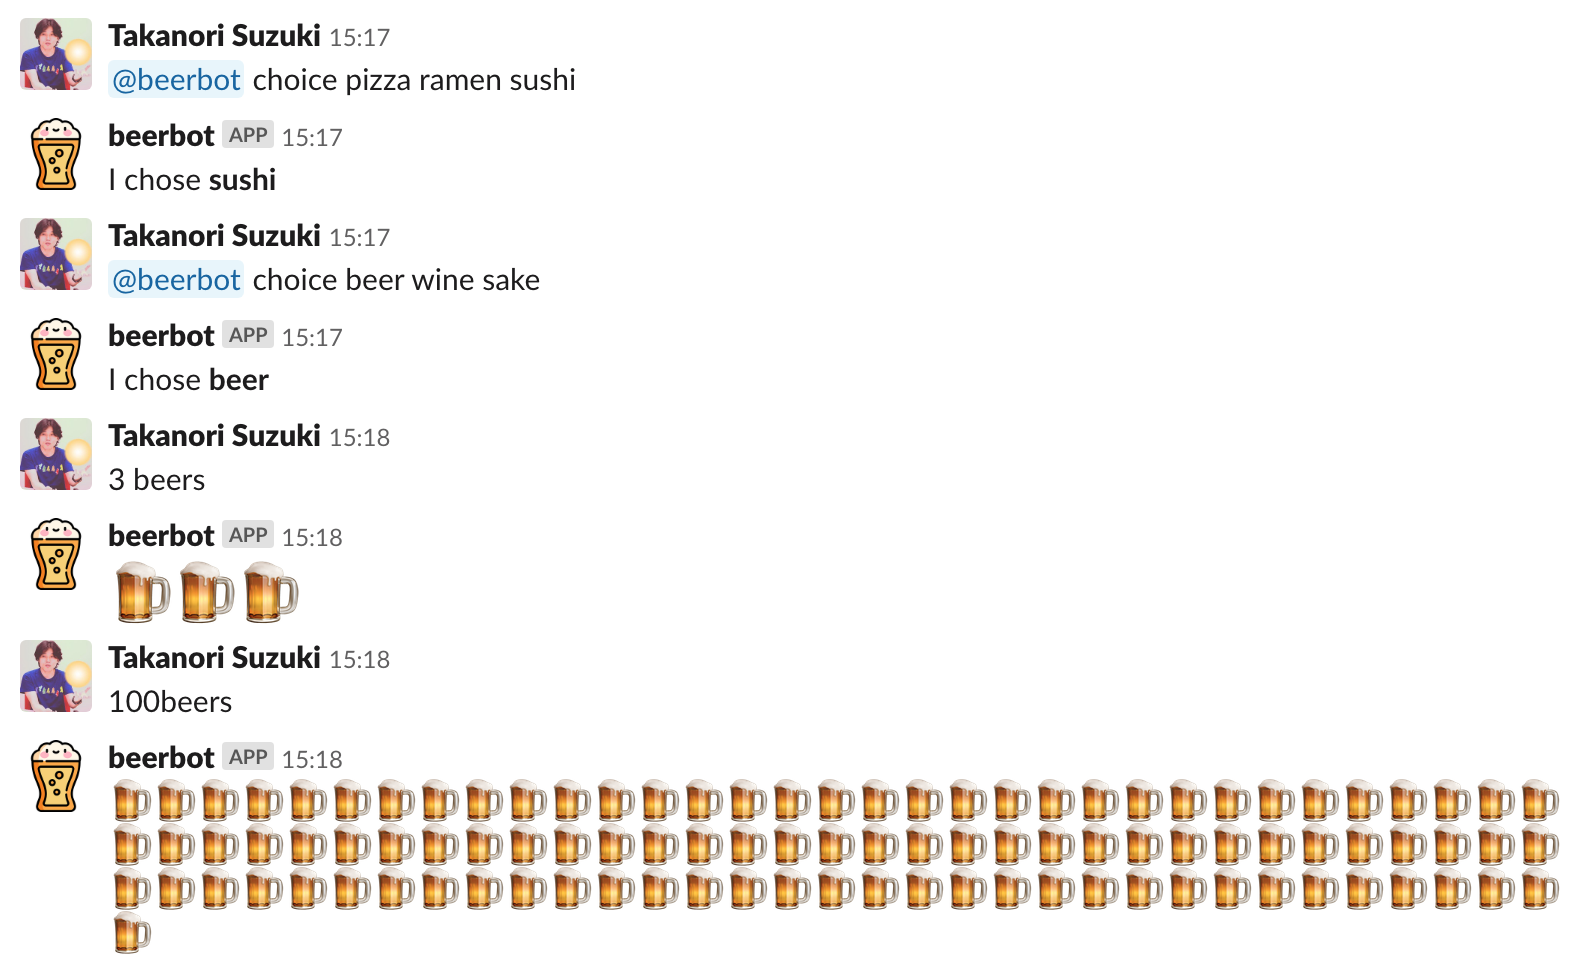 Takanori Suzuki 15:17
@beerbot choice pizza ramen sushi
beerbot APP 15:17
I chose sushi
Takanori Suzuki 15:17
@beerbot choice beer wine sake
beerbot APP 15:17
I chose beer
Takanori Suzuki 15:18
3 beers
beerbot APP 15:18
Takanori Suzuki 15:18
100beers
beerbot APP 15:18